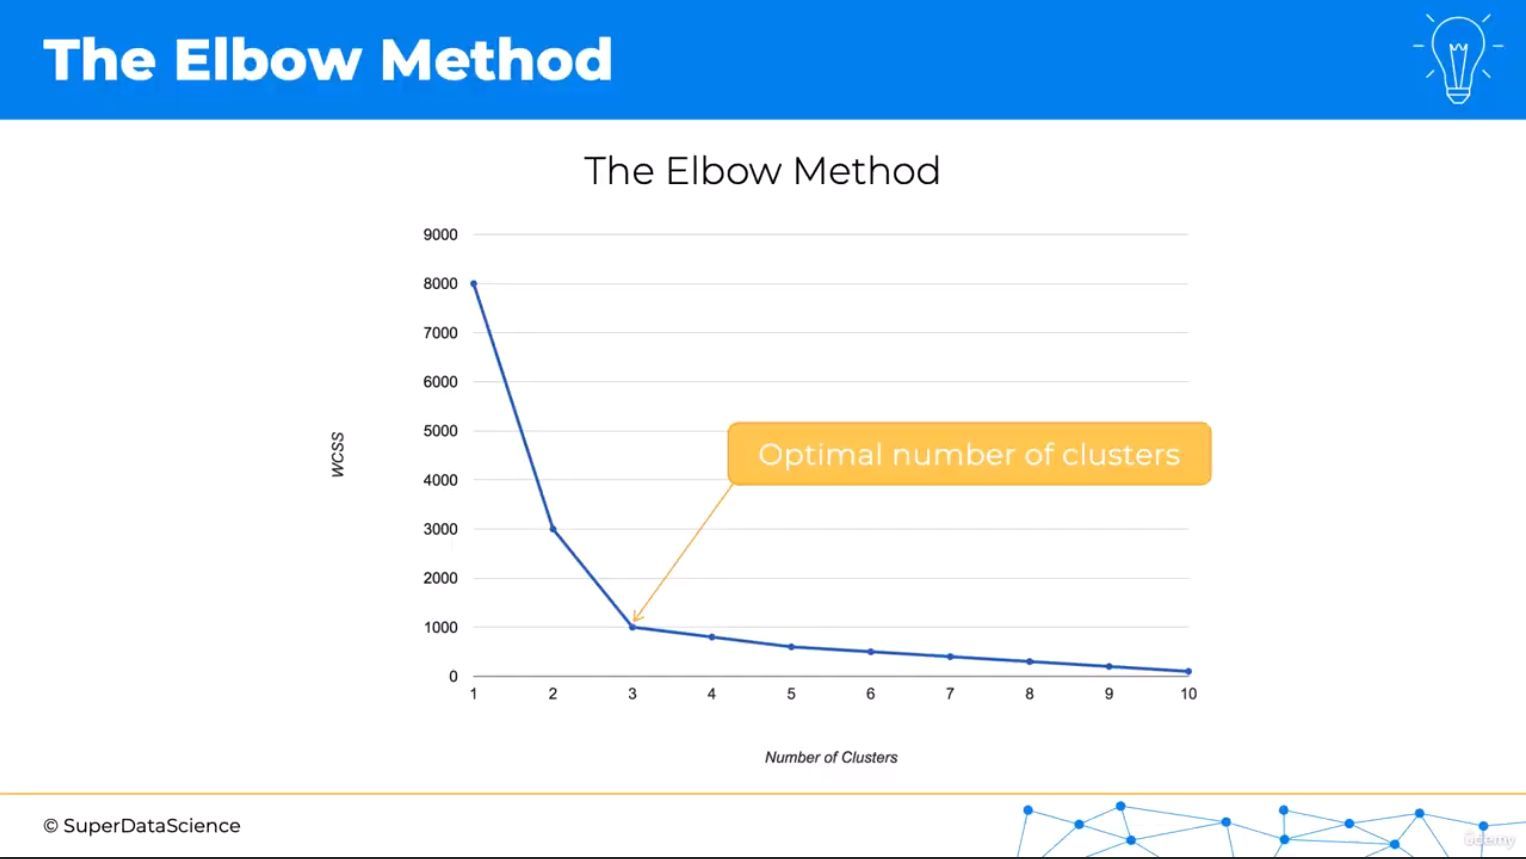 The Elbow Method
The Elbow Method
9000
8000
7000
6000
5000
4000
3000
2000
1000
0
WCSS
Optimal number of clusters
1 2 3 4 5 6 7 8 9 10
Number of Clusters
© SuperDataScience
ûdemy